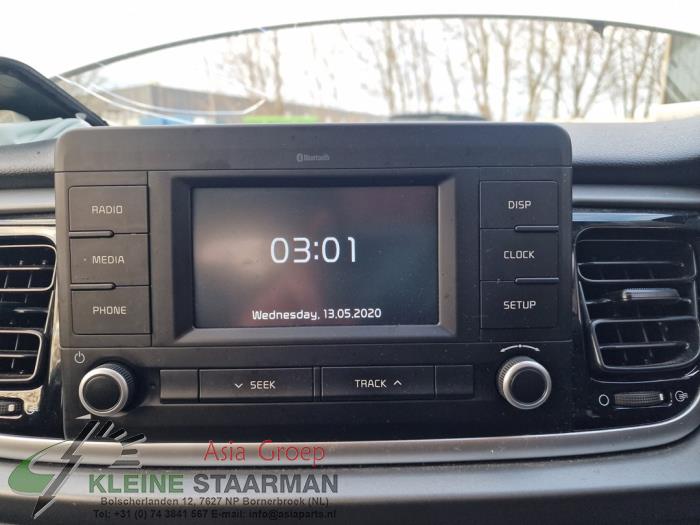 Bluetooth
RADIO
DISP
MEDIA
03:01
CLOCK
PHONE
Wednesday, 13.05.2020
SETUP
SEEK
TRACK
Asia Groep
KLEINE STAARMAN
Bolscherlanden 12, 7627 NP Bornerbroek (NL)
Tel: +31 (0) 74 3841 567 E-mail: info@asiaparts.nl